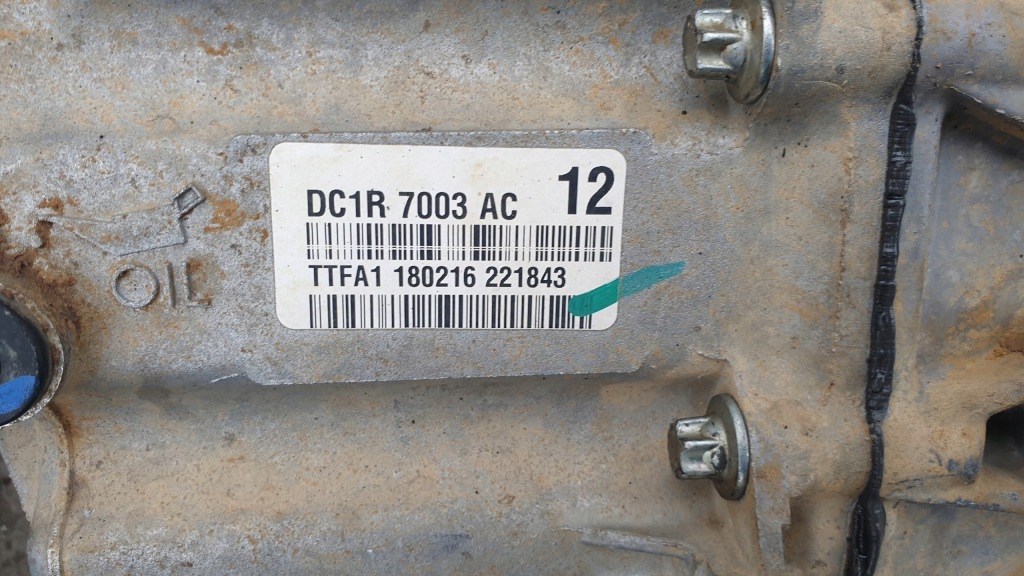 12
DC1R 7003 AC
TTFA1 180216 221843
OIL